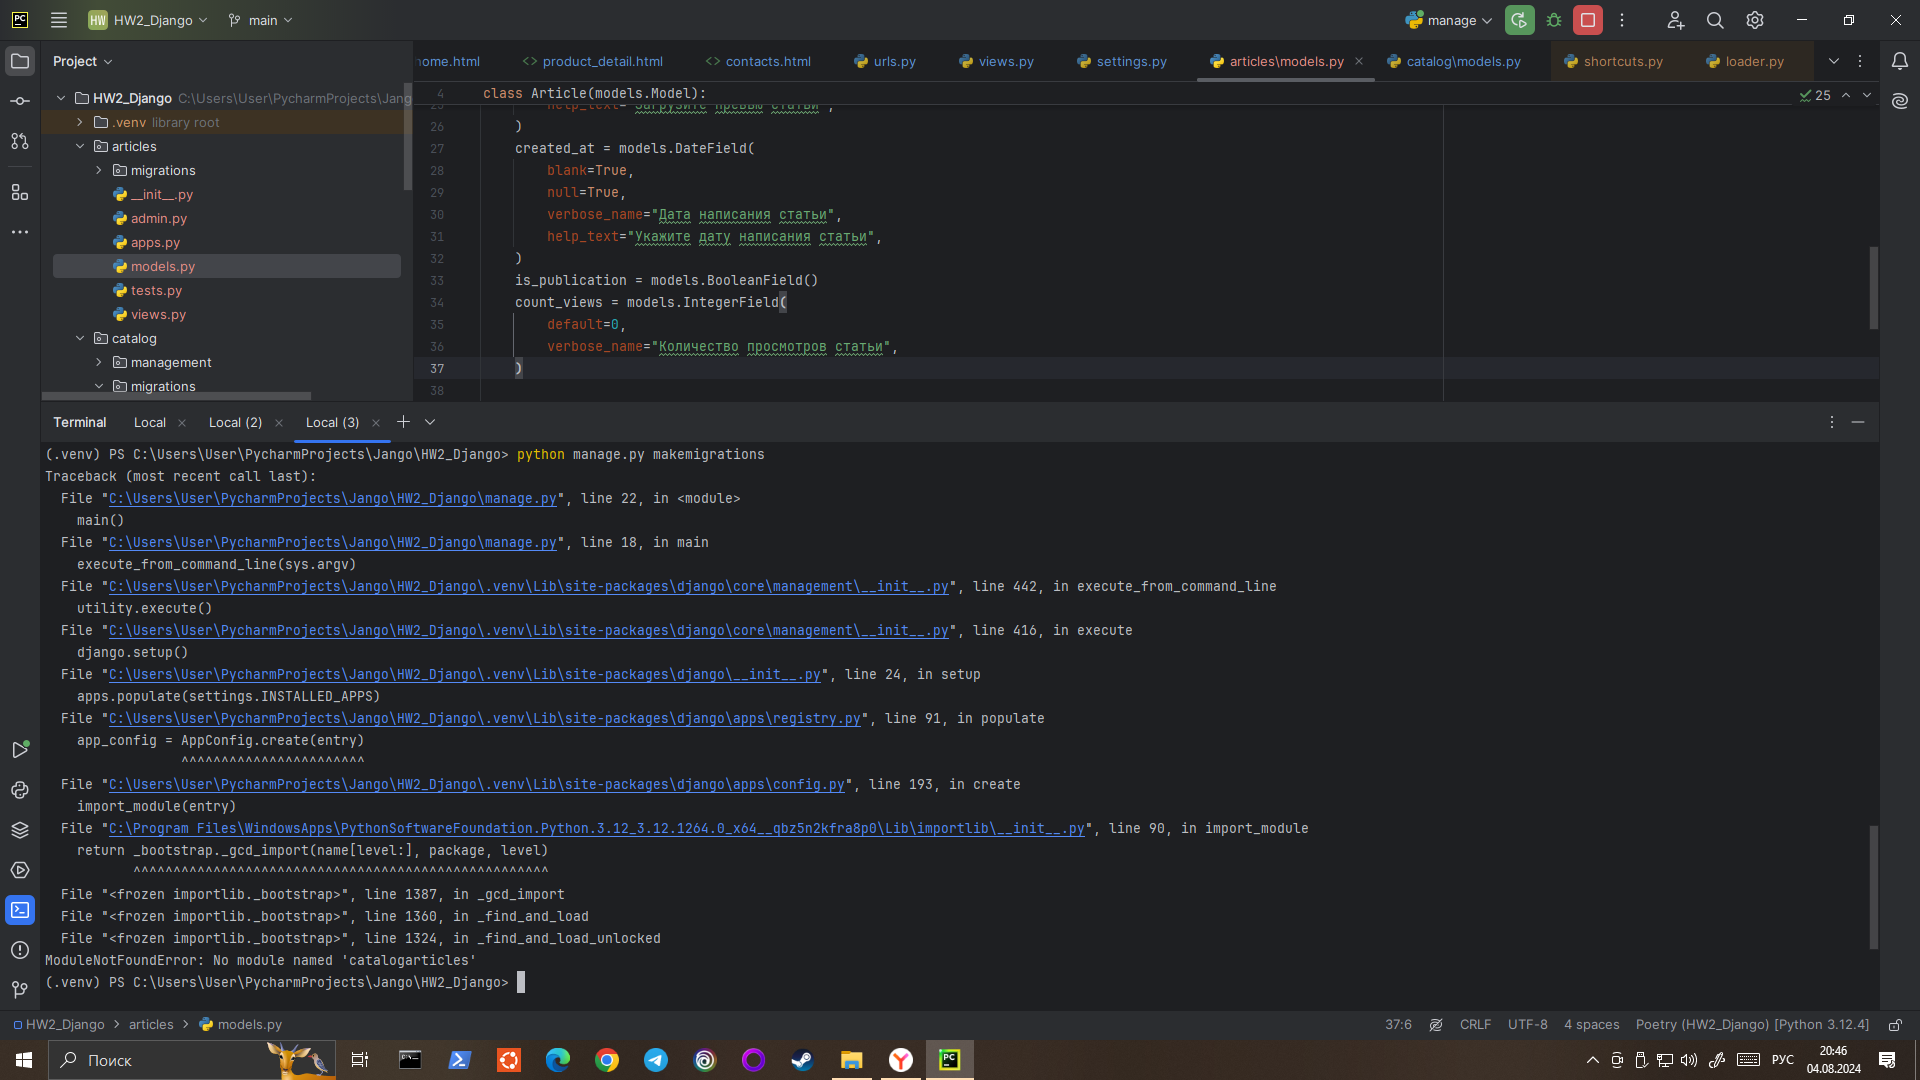 HW HW2_Django main manage
Project
home.html product_detail.html contacts.html urls.py views.py settings.py articles\models.py catalog\models.py shortcuts.py loader.py
HW2_Django C:\Users\User\PycharmProjects\Jang
.venv library root
articles
migrations
__init__.py
admin.py
apps.py
models.py
tests.py
views.py
catalog
management
migrations
4 class Article(models.Model):
25
25 help_text="Загрузите превью статьи",
26 )
27 created_at = models.DateField(
28 blank=True,
29 null=True,
30 verbose_name="Дата написания статьи",
31 help_text="Укажите дату написания статьи",
32 )
33 is_publication = models.BooleanField()
34 count_views = models.IntegerField(
35 default=0,
36 verbose_name="Количество просмотров статьи",
37 )
38
Terminal Local Local (2) Local (3)
(.venv) PS C:\Users\User\PycharmProjects\Jango\HW2_Django> python manage.py makemigrations
Traceback (most recent call last):
File "C:\Users\User\PycharmProjects\Jango\HW2_Django\manage.py", line 22, in <module>
main()
File "C:\Users\User\PycharmProjects\Jango\HW2_Django\manage.py", line 18, in main
execute_from_command_line(sys.argv)
File "C:\Users\User\PycharmProjects\Jango\HW2_Django\.venv\Lib\site-packages\django\core\management\__init__.py", line 442, in execute_from_command_line
utility.execute()
File "C:\Users\User\PycharmProjects\Jango\HW2_Django\.venv\Lib\site-packages\django\core\management\__init__.py", line 416, in execute
django.setup()
File "C:\Users\User\PycharmProjects\Jango\HW2_Django\.venv\Lib\site-packages\django\__init__.py", line 24, in setup
apps.populate(settings.INSTALLED_APPS)
File "C:\Users\User\PycharmProjects\Jango\HW2_Django\.venv\Lib\site-packages\django\apps\registry.py", line 91, in populate
app_config = AppConfig.create(entry)
^^^^^^^^^^^^^^^^^^^^^^^
File "C:\Users\User\PycharmProjects\Jango\HW2_Django\.venv\Lib\site-packages\django\apps\config.py", line 193, in create
import_module(entry)
File "C:\Program Files\WindowsApps\PythonSoftwareFoundation.Python.3.12_3.12.1264.0_x64__qbz5n2kfra8p0\Lib\importlib\__init__.py", line 90, in import_module
return _bootstrap._gcd_import(name[level:], package, level)
^^^^^^^^^^^^^^^^^^^^^^^^^^^^^^^^^^^^^^^^^^^^^^^^^^^^
File "<frozen importlib._bootstrap>", line 1387, in _gcd_import
File "<frozen importlib._bootstrap>", line 1360, in _find_and_load
File "<frozen importlib._bootstrap>", line 1324, in _find_and_load_unlocked
ModuleNotFoundError: No module named 'catalogarticles'
(.venv) PS C:\Users\User\PycharmProjects\Jango\HW2_Django>
HW2_Django > articles > models.py 37:6 CRLF UTF-8 4 spaces Poetry (HW2_Django) [Python 3.12.4]
Поиск РУС 20:46
04.08.2024